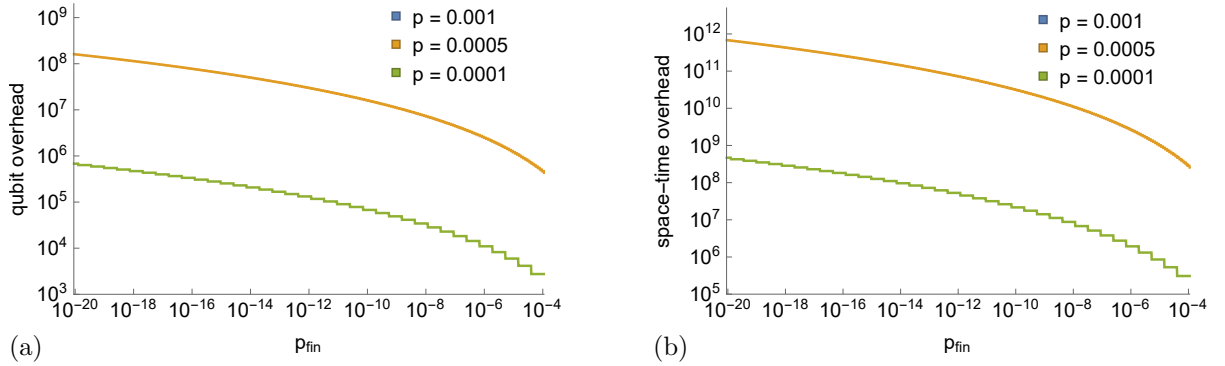 qubit overhead
10^9
10^8
10^7
10^6
10^5
10^4
10^3
p = 0.001
p = 0.0005
p = 0.0001
10^-20 10^-18 10^-16 10^-14 10^-12 10^-10 10^-8 10^-6 10^-4
p_fin
(a)
space-time overhead
10^12
10^11
10^10
10^9
10^8
10^7
10^6
10^5
p = 0.001
p = 0.0005
p = 0.0001
10^-20 10^-18 10^-16 10^-14 10^-12 10^-10 10^-8 10^-6 10^-4
p_fin
(b)